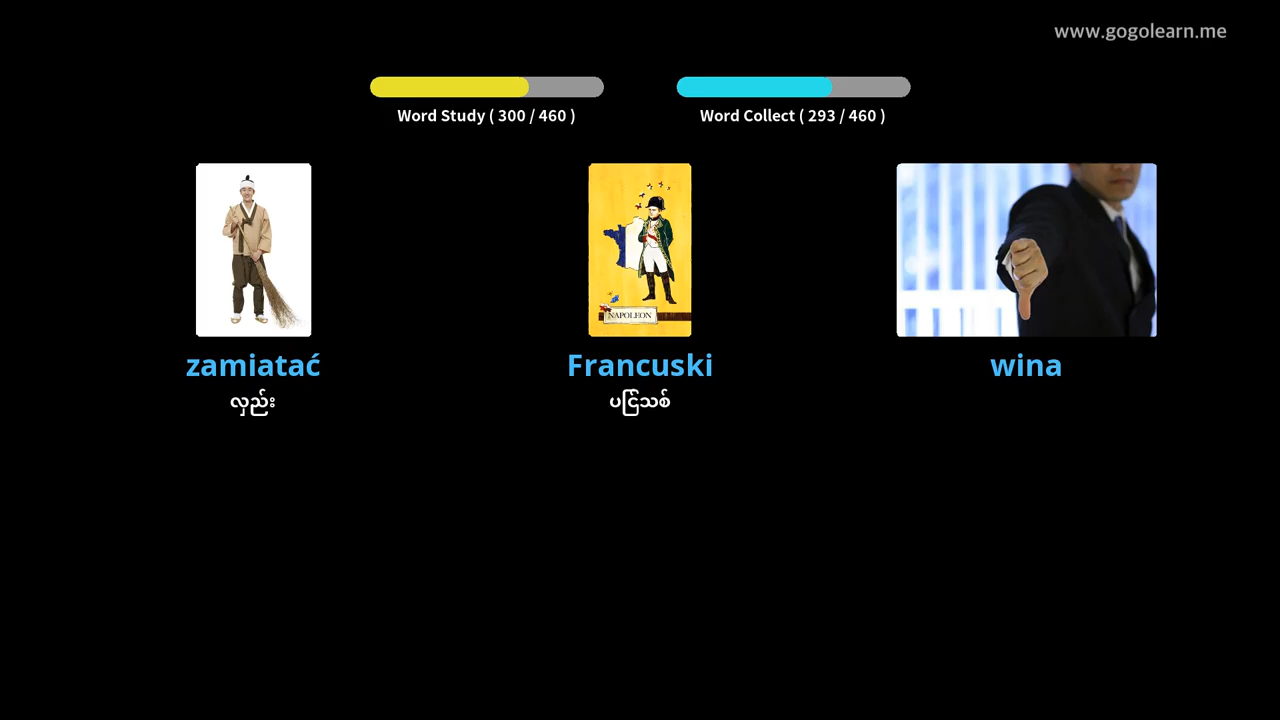 www.gogolearn.me
Word Study ( 300 / 460 )
Word Collect ( 293 / 460 )
NAPOLEON
zamiatać
Francuski
wina
လှည်း
ပြင်သစ်